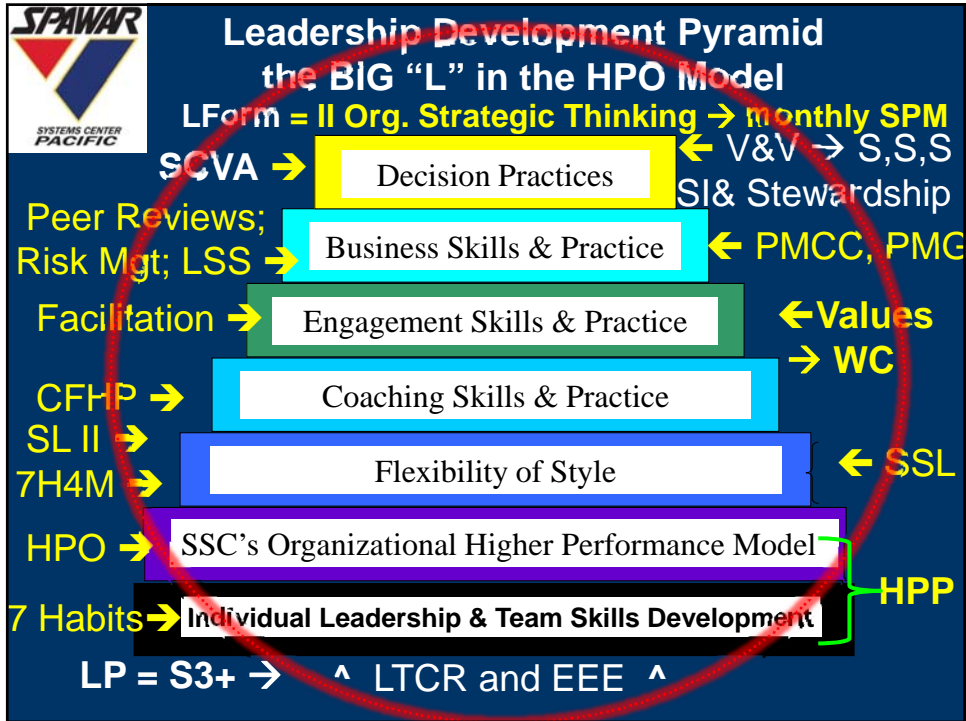 SPAWAR
SYSTEMS CENTER
PACIFIC
Leadership Development Pyramid
the BIG “L” in the HPO Model
LForm = II Org. Strategic Thinking → monthly SPM
SCVA →
Decision Practices
← V&V → S,S,S
SI& Stewardship
Peer Reviews;
Risk Mgt; LSS →
Business Skills & Practice
← PMCC, PMG
Facilitation →
Engagement Skills & Practice
←Values
→ WC
CFHP →
Coaching Skills & Practice
SL II →
7H4M →
Flexibility of Style
← SSL
HPO →
SSC's Organizational Higher Performance Model
HPP
7 Habits→
Individual Leadership & Team Skills Development
LP = S3+ → ^ LTCR and EEE ^